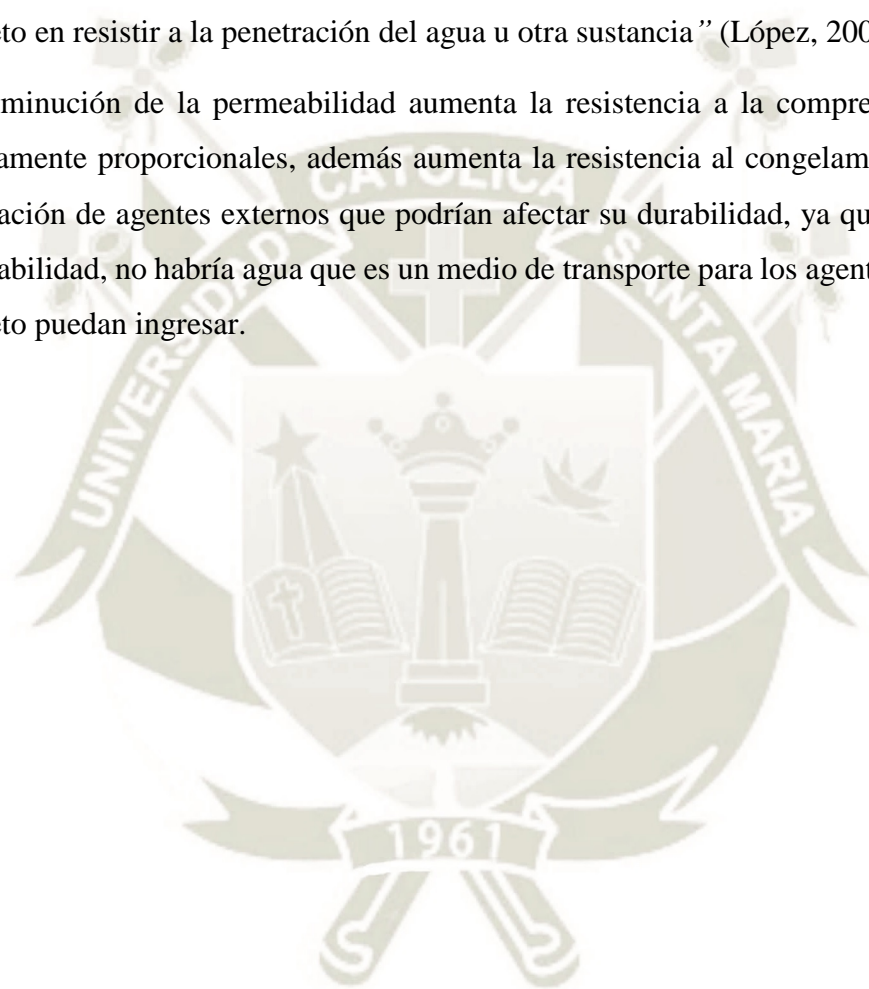 eto en resistir a la penetración del agua u otra sustancia” (López, 200
minución de la permeabilidad aumenta la resistencia a la compre
amente proporcionales, además aumenta la resistencia al congelam
ación de agentes externos que podrían afectar su durabilidad, ya qu
abilidad, no habría agua que es un medio de transporte para los agent
eto puedan ingresar.
UNIVERSIDAD CATOLICA SANTA MARIA
1961